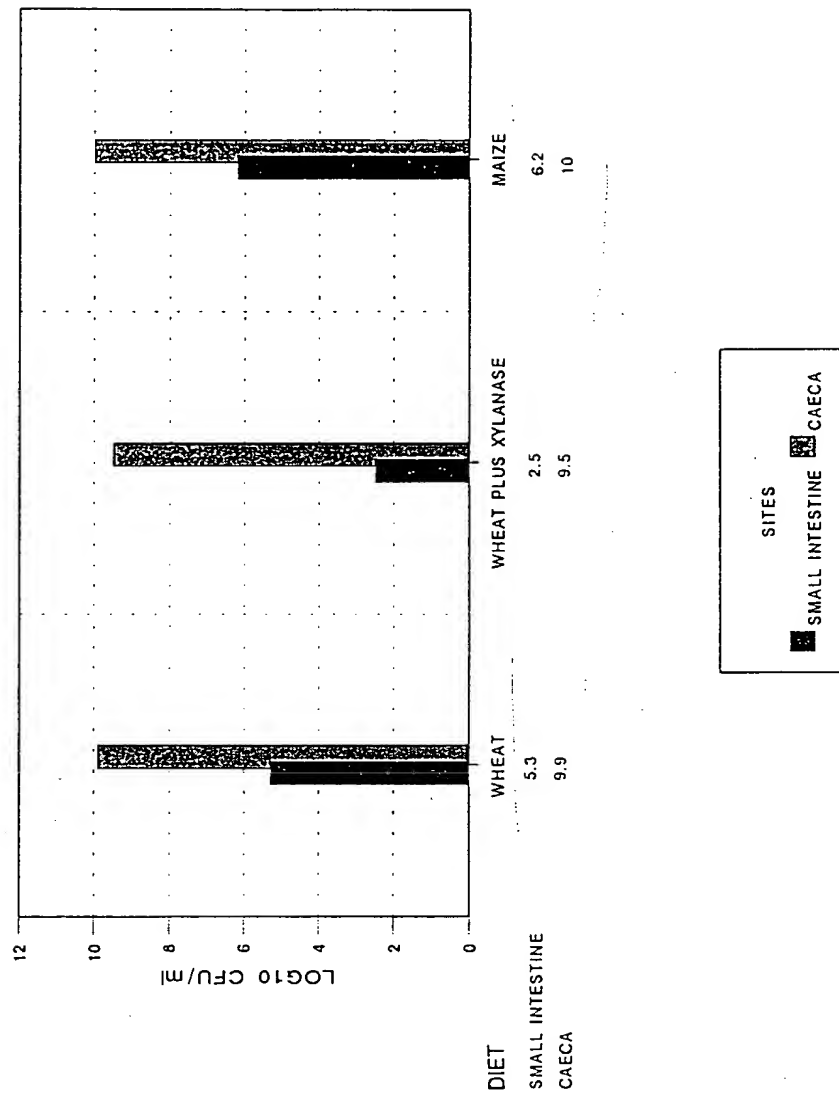 LOG10 CFU/ml
12
10
8
6
4
2
0
DIET WHEAT WHEAT PLUS XYLANASE MAIZE
SMALL INTESTINE 5.3 2.5 6.2
CAECA 9.9 9.5 10
SITES
SMALL INTESTINE CAECA